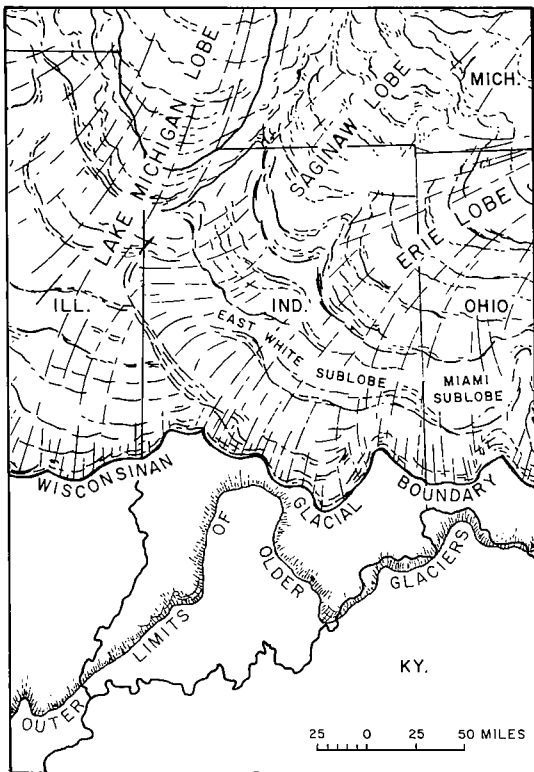 LAKE MICHIGAN LOBE
SAGINAW LOBE
MICH.
ERIE LOBE
ILL.
IND.
OHIO
EAST WHITE SUBLOBE
MIAMI
SUBLOBE
WISCONSINAN GLACIAL BOUNDARY
OUTER LIMITS OF OLDER GLACIERS
KY.
25 0 50 MILES